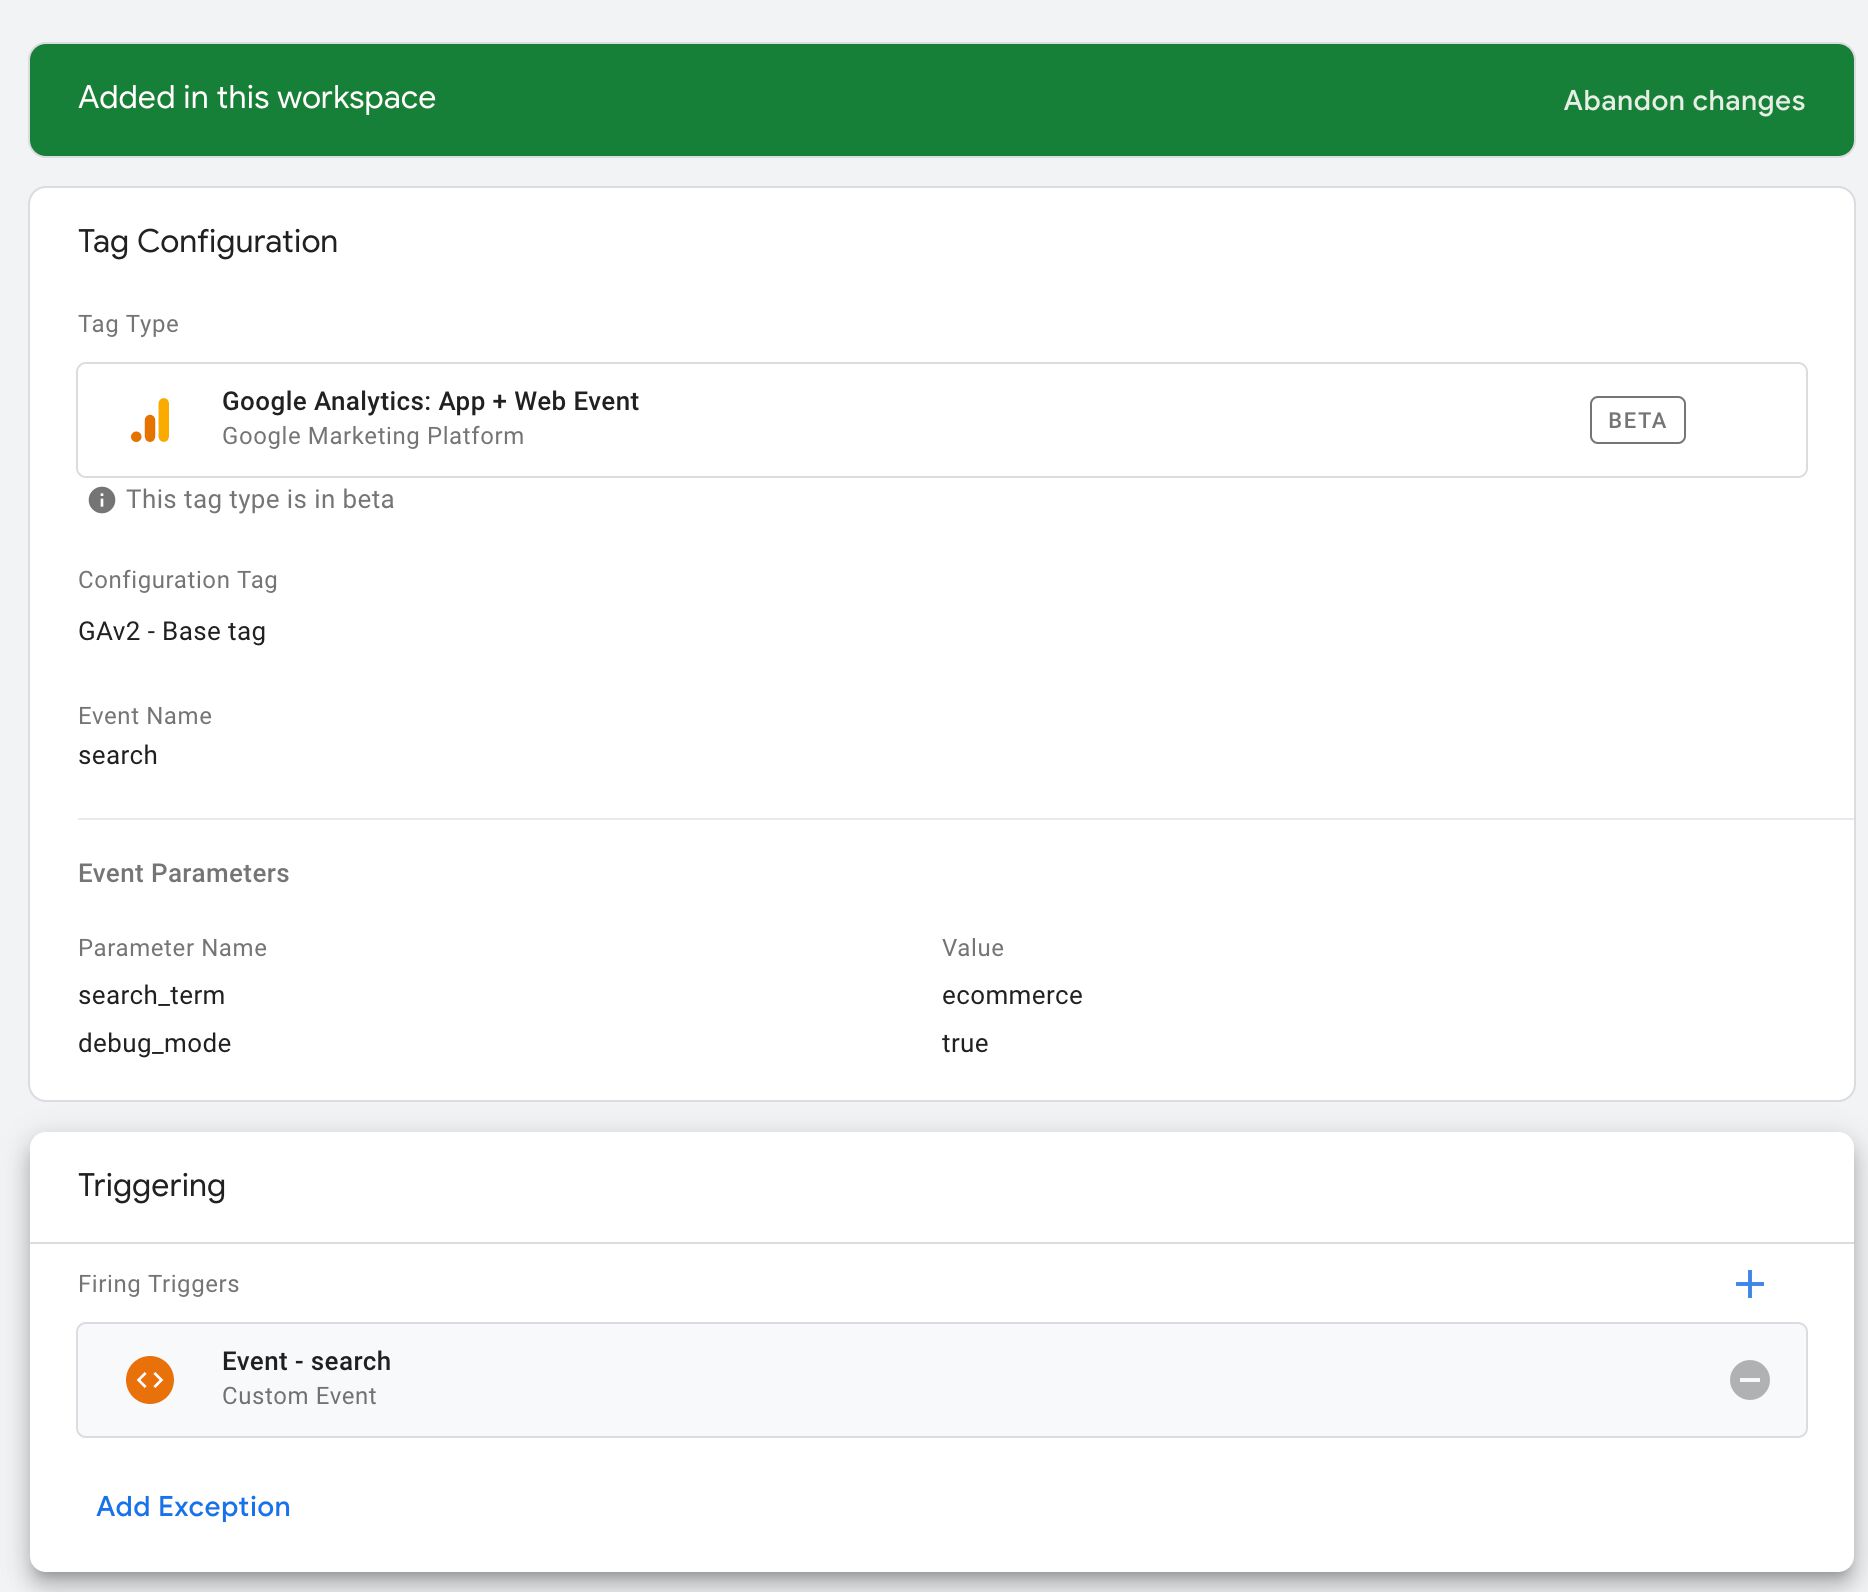 Added in this workspace
Abandon changes
Tag Configuration
Tag Type
Google Analytics: App + Web Event
Google Marketing Platform
BETA
This tag type is in beta
Configuration Tag
GAv2 - Base tag
Event Name
search
Event Parameters
Parameter Name Value
search_term ecommerce
debug_mode true
Triggering
Firing Triggers
Event - search
Custom Event
Add Exception